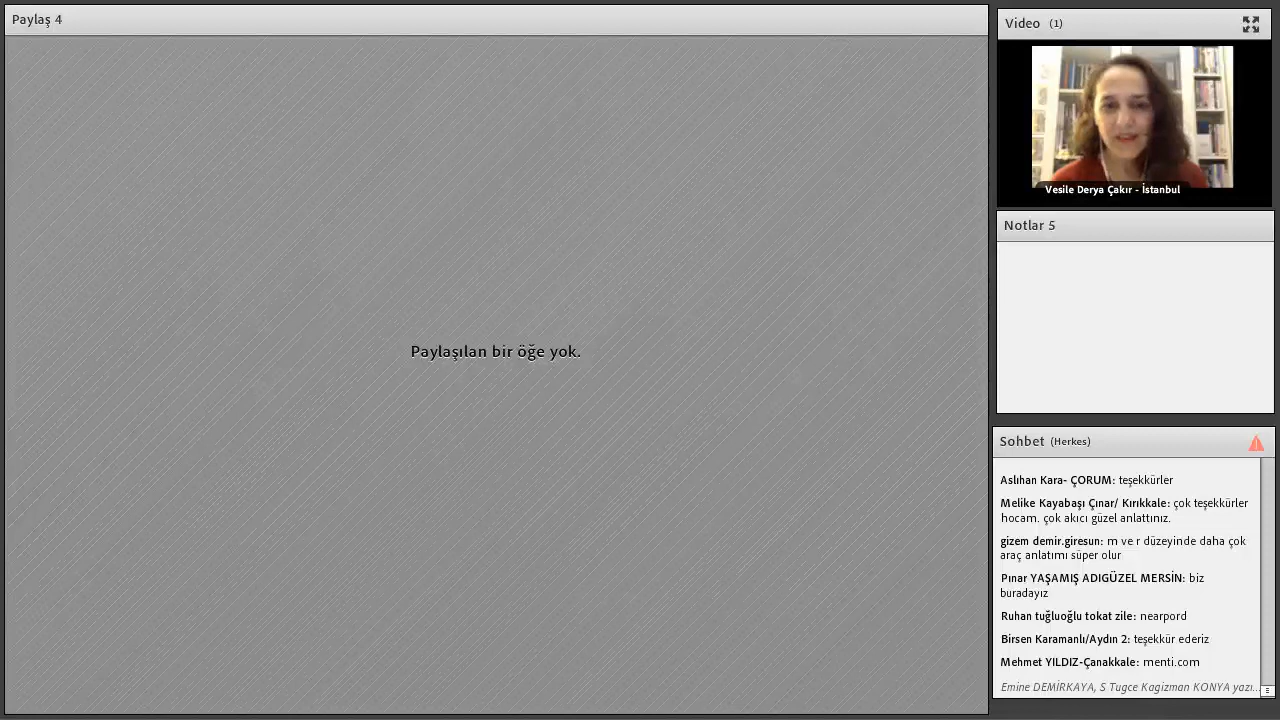 Paylaş 4
Paylaşılan bir öğe yok.
Video (1)
Vesile Derya Çakır - İstanbul
Notlar 5
Sohbet (Herkes)
Aslıhan Kara- ÇORUM: teşekkürler
Melike Kayabaşı Çınar/ Kırıkkale: çok teşekkürler
hocam. çok akıcı güzel anlattınız.
gizem demir.giresun: m ve r düzeyinde daha çok
araç anlatımı süper olur
Pınar YAŞAMIŞ ADIGÜZEL MERSİN: biz
buradayız
Ruhan tuğluoğlu tokat zile: nearpord
Birsen Karamanlı/Aydın 2: teşekkür ederiz
Mehmet YILDIZ-Çanakkale: menti.com
Emine DEMİRKAYA, S Tugce Kagizman KONYA yazı...